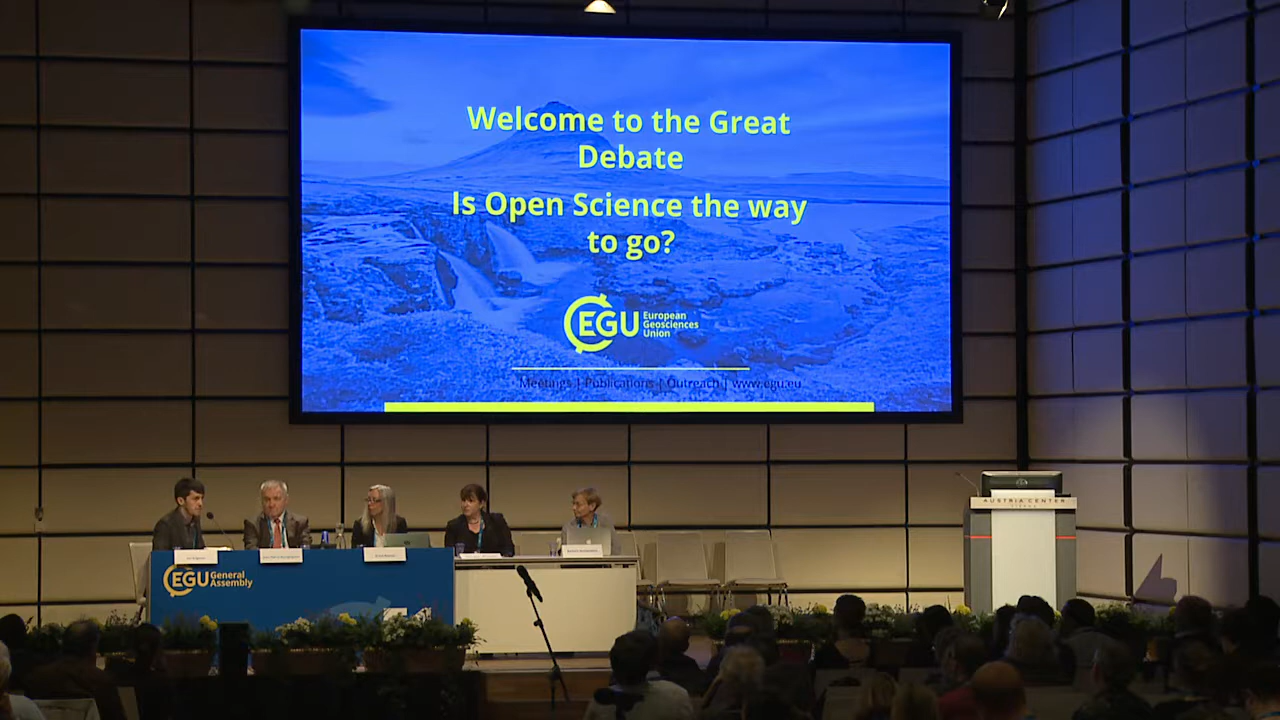 Welcome to the Great
Debate
Is Open Science the way
to go?
EGU European
Geosciences
Union
Meetings | Publications | Outreach | www.egu.eu
AUSTRIA CENTER
EGU General
Assembly